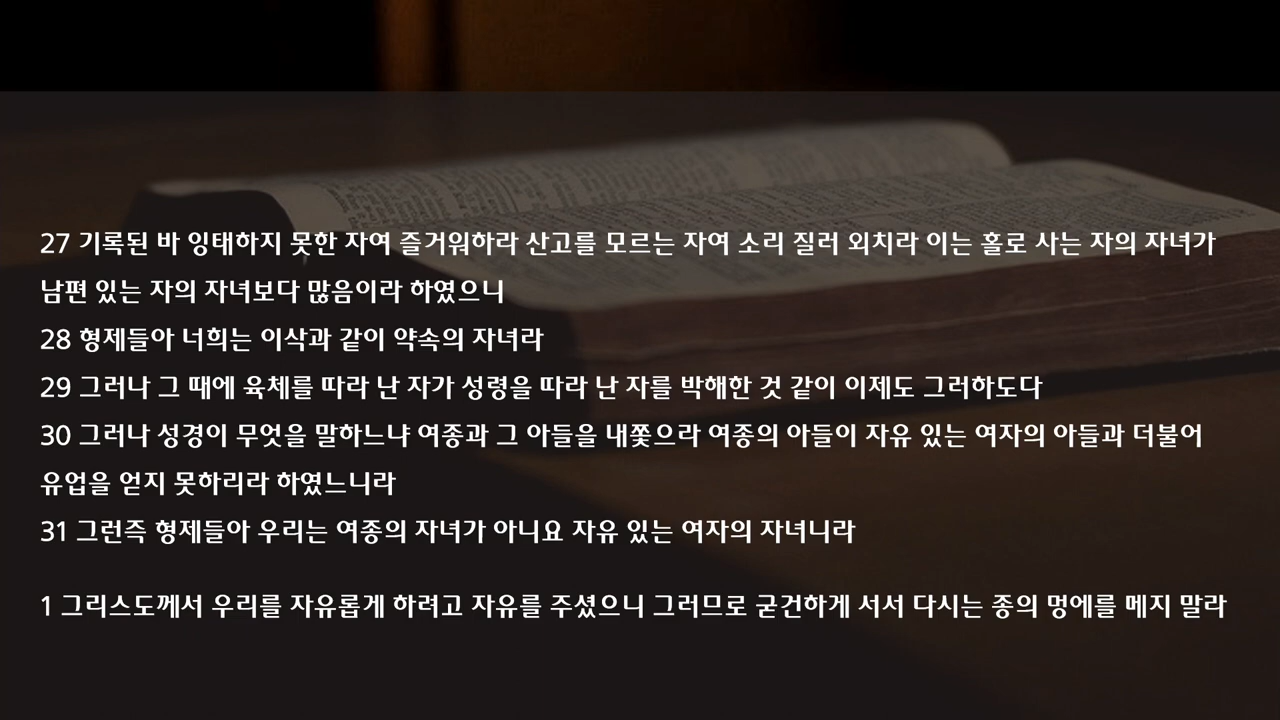 27 기록된 바 잉태하지 못한 자여 즐거워하라 산고를 모르는 자여 소리 질러 외치라 이는 홀로 사는 자의 자녀가
남편 있는 자의 자녀보다 많음이라 하였으니
28 형제들아 너희는 이삭과 같이 약속의 자녀라
29 그러나 그 때에 육체를 따라 난 자가 성령을 따라 난 자를 박해한 것 같이 이제도 그러하도다
30 그러나 성경이 무엇을 말하느냐 여종과 그 아들을 내쫓으라 여종의 아들이 자유 있는 여자의 아들과 더불어
유업을 얻지 못하리라 하였느니라
31 그런즉 형제들아 우리는 여종의 자녀가 아니요 자유 있는 여자의 자녀니라
1 그리스도께서 우리를 자유롭게 하려고 자유를 주셨으니 그러므로 굳건하게 서서 다시는 종의 멍에를 메지 말라